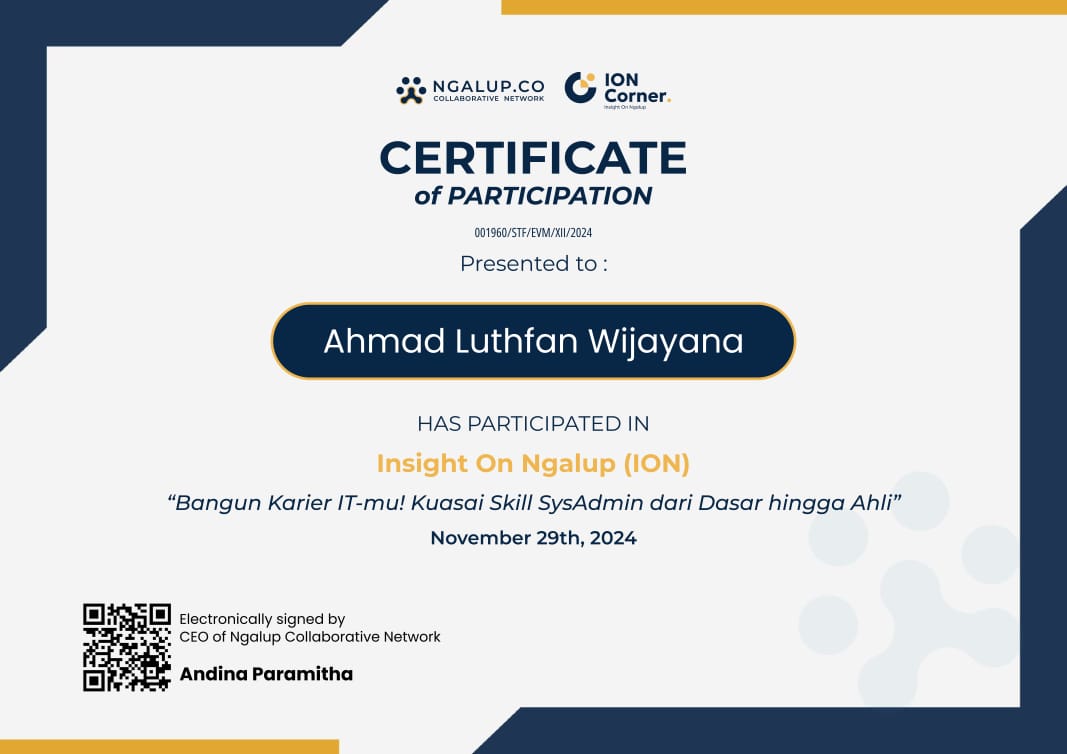 NGALUP.CO
COLLABORATIVE NETWORK
ION
Corner.
Insight On Ngalup
CERTIFICATE
of PARTICIPATION
001960/STF/EVM/XII/2024
Presented to :
Ahmad Luthfan Wijayana
HAS PARTICIPATED IN
Insight On Ngalup (ION)
“Bangun Karier IT-mu! Kuasai Skill SysAdmin dari Dasar hingga Ahli”
November 29th, 2024
Electronically signed by
CEO of Ngalup Collaborative Network
Andina Paramitha